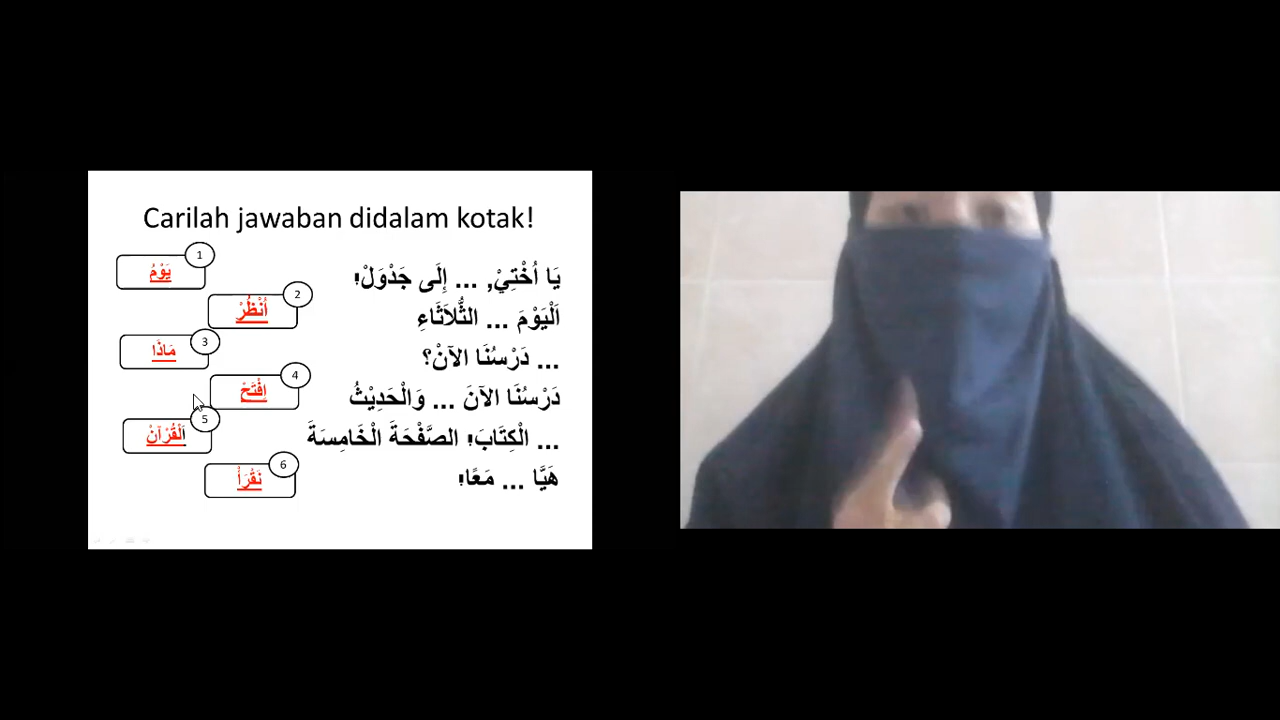 Carilah jawaban didalam kotak!
1
يَوْمُ
2
اُنْظُرْ
3
مَاذَا
4
اِفْتَحْ
5
اَلْقُرْآنْ
6
نَقْرَأُ
يَا اُخْتِيْ, ... إِلَى جَدْوَلْ!
اَلْيَوْمَ ... الثُّلَاثَاءِ
... دَرْسُنَا الآنْ؟
دَرْسُنَا الآنَ ... وَالْحَدِيْثُ
... الْكِتَابَ! الصَّفْحَةَ الْخَامِسَةَ
هَيَّا ... مَعًا!